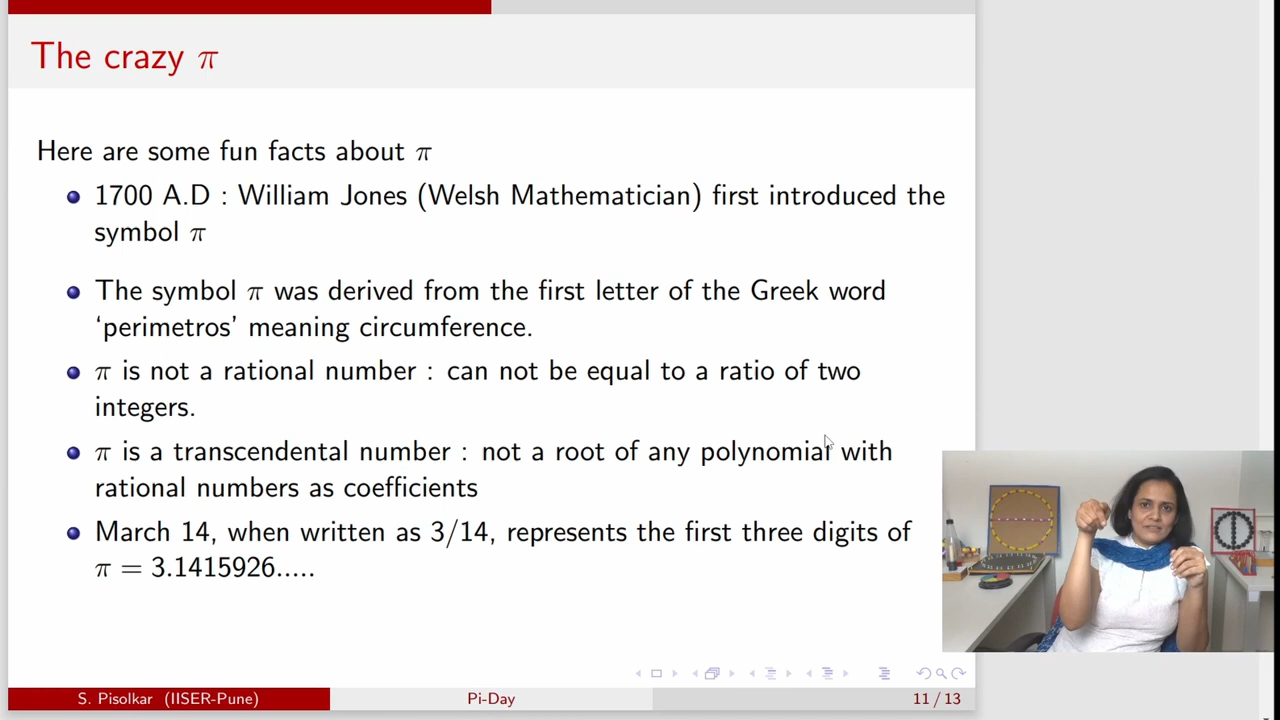 The crazy π
Here are some fun facts about π
1700 A.D : William Jones (Welsh Mathematician) first introduced the
symbol π
The symbol π was derived from the first letter of the Greek word
‘perimetros’ meaning circumference.
π is not a rational number : can not be equal to a ratio of two
integers.
π is a transcendental number : not a root of any polynomial with
rational numbers as coefficients
March 14, when written as 3/14, represents the first three digits of
π = 3.1415926.....
S. Pisolkar (IISER-Pune) Pi-Day 11 / 13